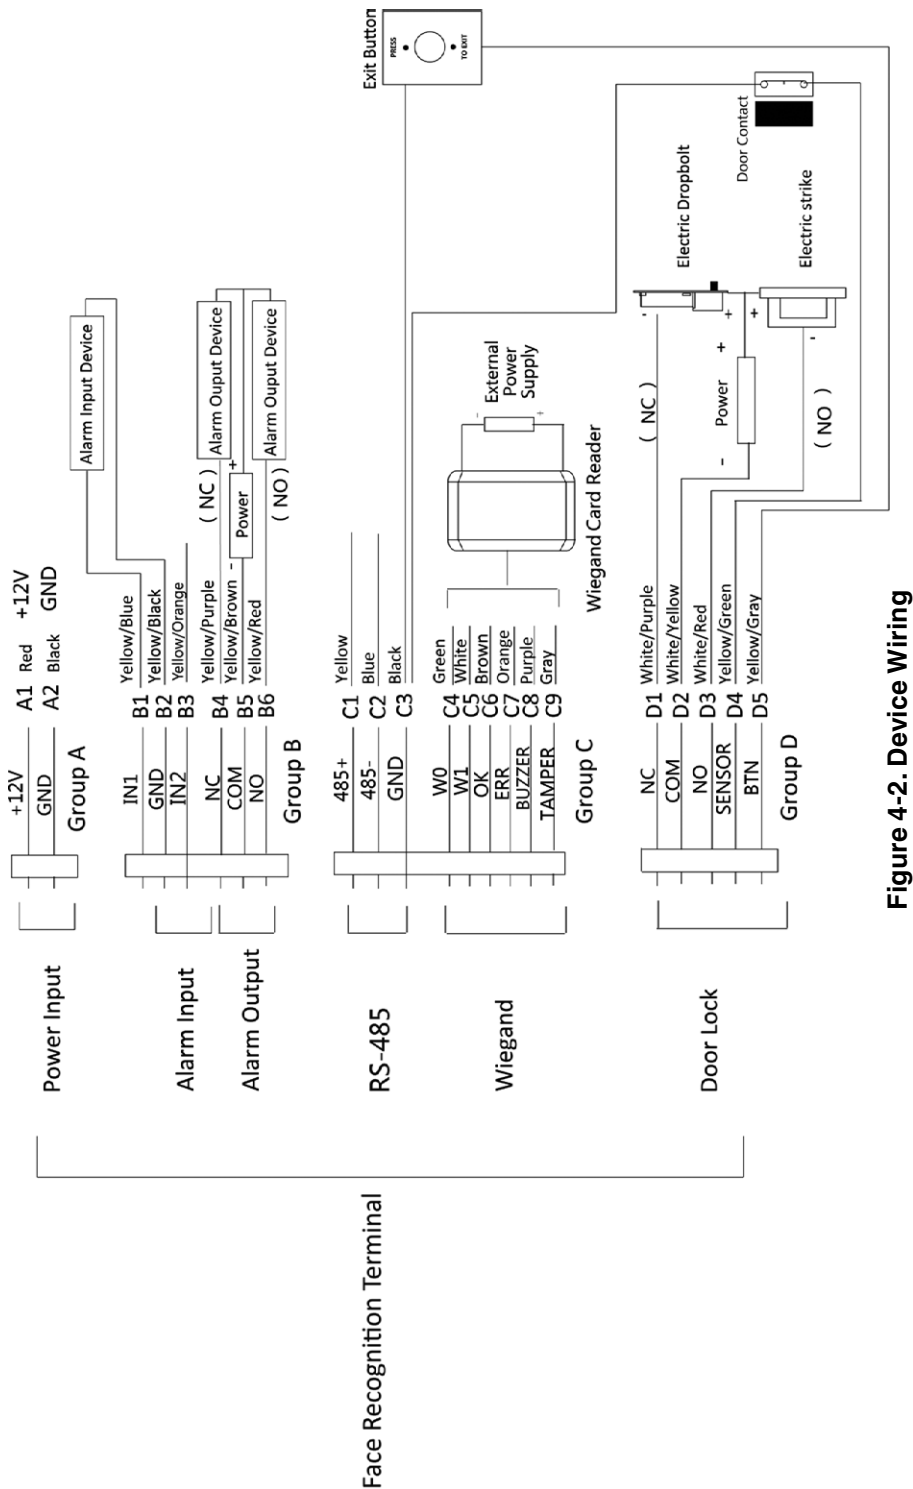 Face Recognition Terminal
Power Input
+12V A1 Red +12V
GND A2 Black GND
Group A
Alarm Input
Alarm Output
IN1 B1 Yellow/Blue
GND B2 Yellow/Black
IN2 B3 Yellow/Orange
Alarm Input Device
NC B4 Yellow/Purple
COM B5 Yellow/Brown
NO B6 Yellow/Red
( NC )
Alarm Ouput Device
- Power +
( NO )
Alarm Ouput Device
Group B
RS-485
485+ C1 Yellow
485- C2 Blue
GND C3 Black
Exit Button
PRESS
TO EXIT
Wiegand
W0 C4 Green
W1 C5 White
OK C6 Brown
ERR C7 Orange
BUZZER C8 Purple
TAMPER C9 Gray
Group C
Wiegand Card Reader
External
Power
Supply
- +
Door Lock
NC D1 White/Purple
COM D2 White/Yellow
NO D3 White/Red
SENSOR D4 Yellow/Green
BTN D5 Yellow/Gray
Group D
( NC ) -
Electric Dropbolt
- Power + +
+
( NO ) -
Electric strike
Door Contact
Figure 4-2. Device Wiring